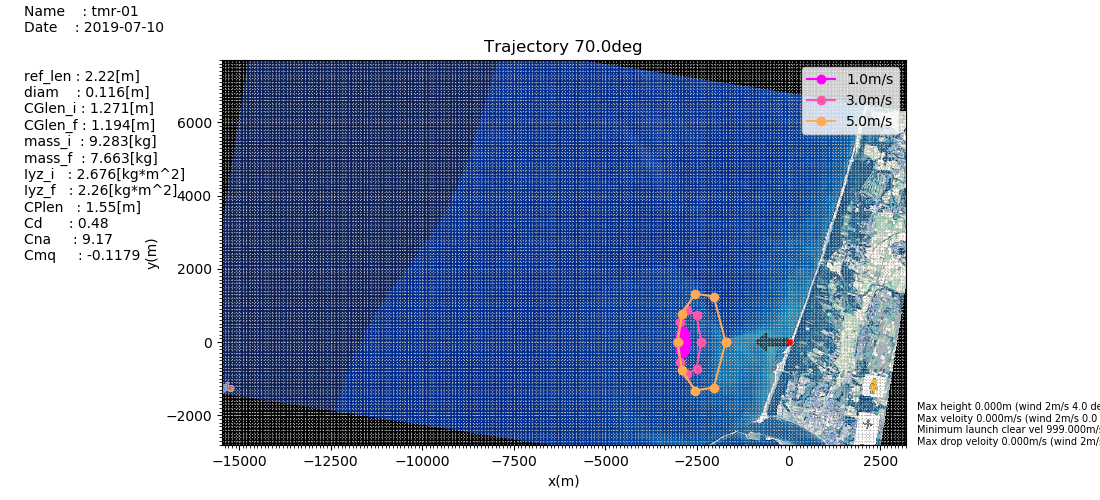 Name : tmr-01
Date : 2019-07-10
Trajectory 70.0deg
ref_len : 2.22[m]
diam : 0.116[m]
CGlen_i : 1.271[m]
CGlen_f : 1.194[m]
mass_i : 9.283[kg]
mass_f : 7.663[kg]
Iyz_i : 2.676[kg*m^2]
Iyz_f : 2.26[kg*m^2]
CPlen : 1.55[m]
Cd : 0.48
Cna : 9.17
Cmq : -0.1179
1.0m/s
3.0m/s
5.0m/s
y(m)
6000
4000
2000
0
−2000
−15000 −12500 −10000 −7500 −5000 −2500 0 2500
x(m)
Max height 0.000m (wind 2m/s 4.0 de
Max veloity 0.000m/s (wind 2m/s 0.0
Minimum launch clear vel 999.000m/s
Max drop veloity 0.000m/s (wind 2m/s